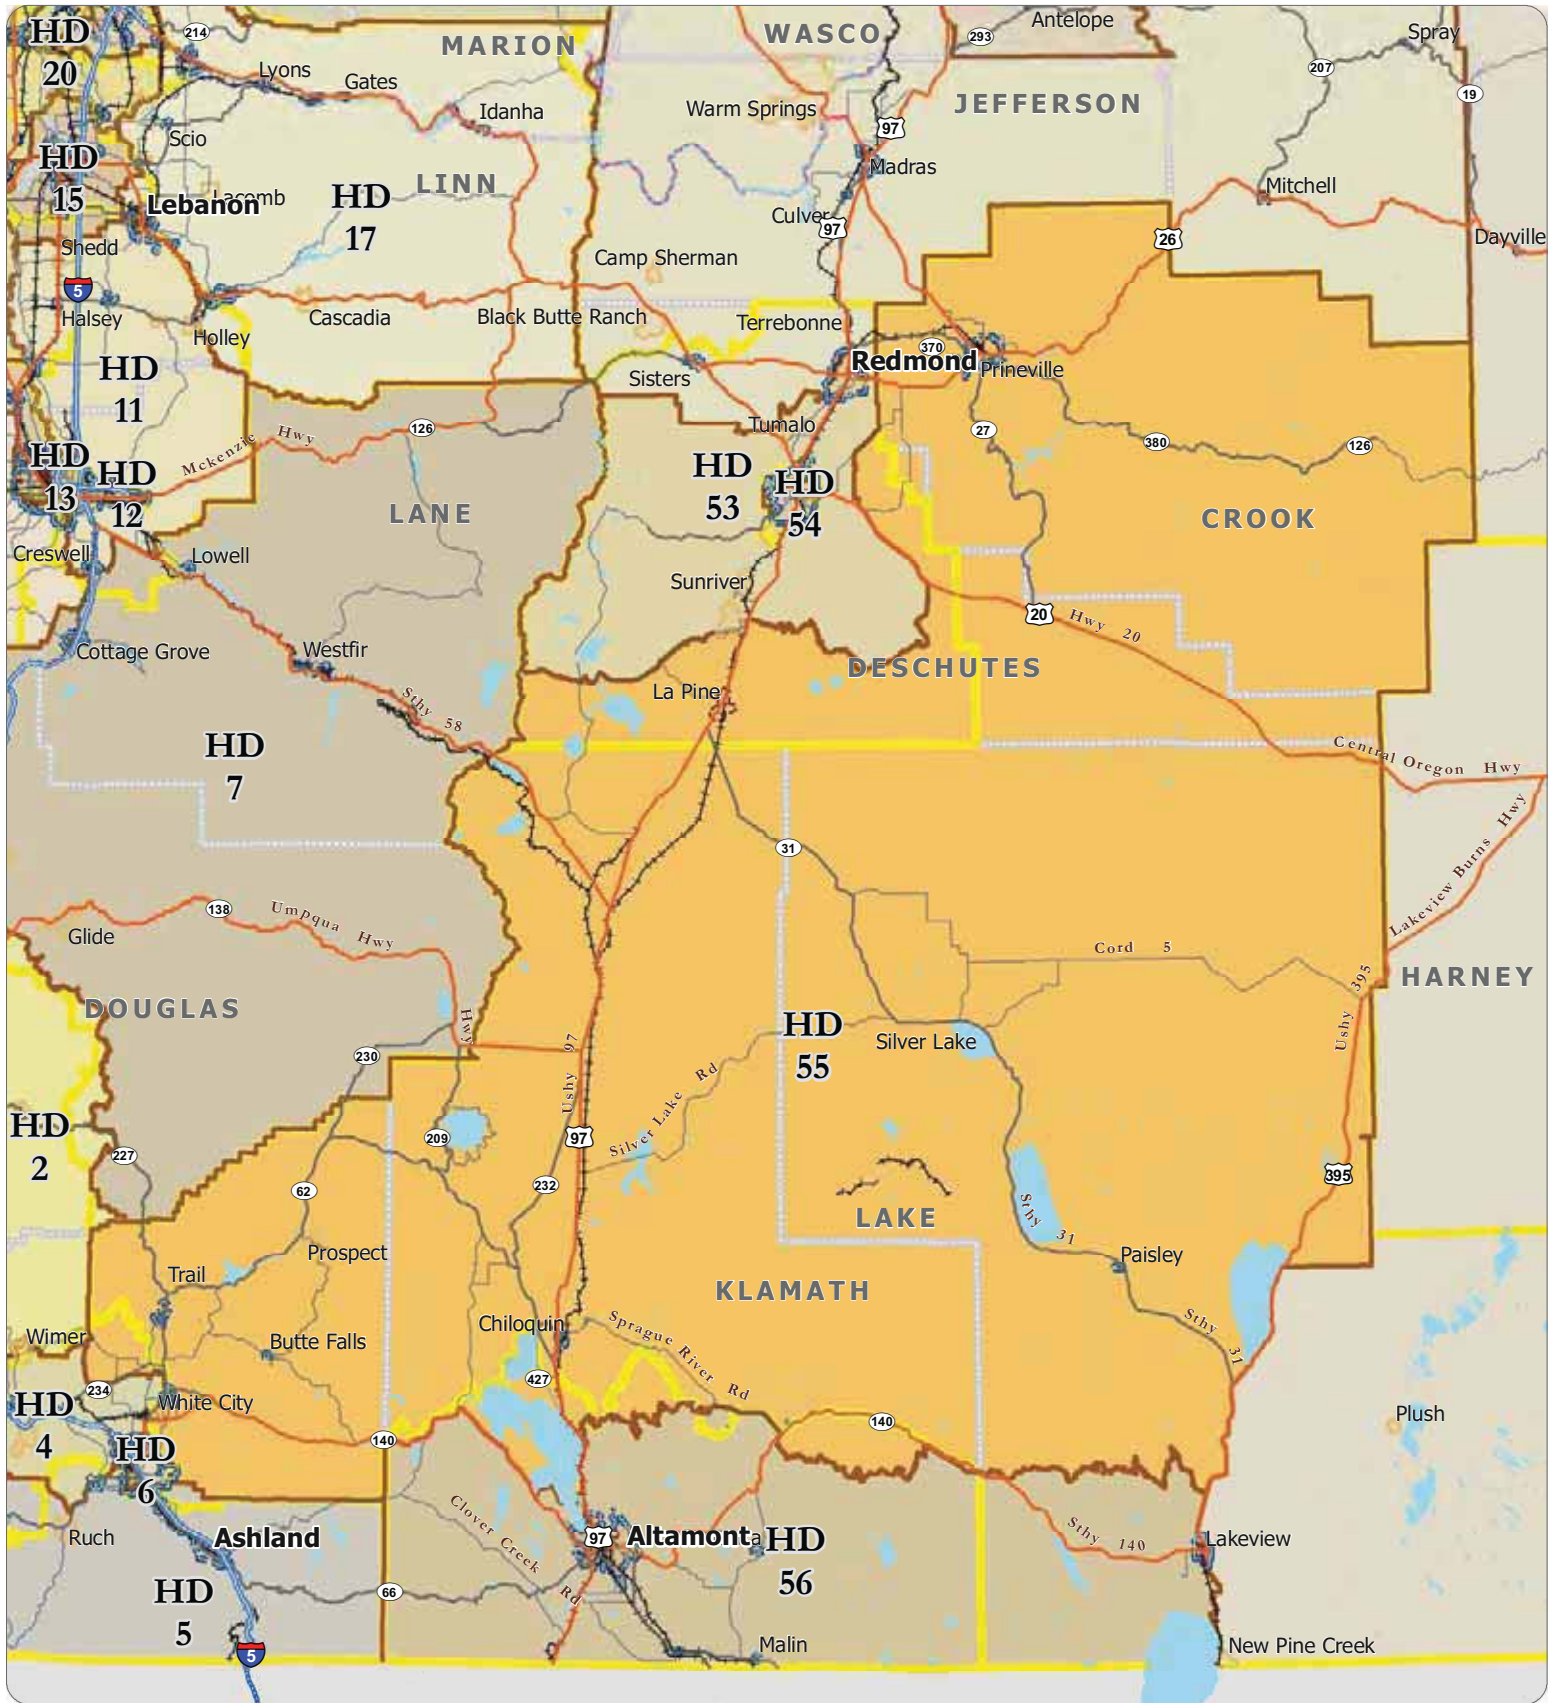 HD
20
214
MARION
WASCO
293
Antelope
Spray
Lyons
Gates
207
Idanha
Warm Springs
JEFFERSON
19
97
Scio
HD
15
Madras
LINN
HD
17
Lacomb
Lebanon
Mitchell
Culver
97
26
Dayville
Shedd
Camp Sherman
5
Halsey
Cascadia
Black Butte Ranch
Terrebonne
Holley
370
Redmond
Prineville
HD
11
Sisters
126
Mckenzie Hwy
Tumalo
27
380
126
HD
13
HD
12
HD
53
HD
54
LANE
CROOK
Creswell
Lowell
Sunriver
20
Hwy 20
Cottage Grove
Westfir
DESCHUTES
La Pine
Sthy 58
HD
7
Central Oregon Hwy
31
Lakeview Burns Hwy
138
Umpqua Hwy
Glide
Cord 5
HARNEY
DOUGLAS
Hwy
Ushy 395
HD
55
Silver Lake
230
Ushy 97
Silver Lake Rd
HD
2
209
97
227
395
62
232
LAKE
Sthy 31
Prospect
Paisley
Trail
KLAMATH
Sthy 31
Chiloquin
Sprague River Rd
Wimer
Butte Falls
427
234
White City
HD
4
140
140
Plush
HD
6
Clover Creek Rd
Sthy 140
Ruch
Ashland
97
Altamont
HD
56
Lakeview
HD
5
66
5
Malin
New Pine Creek